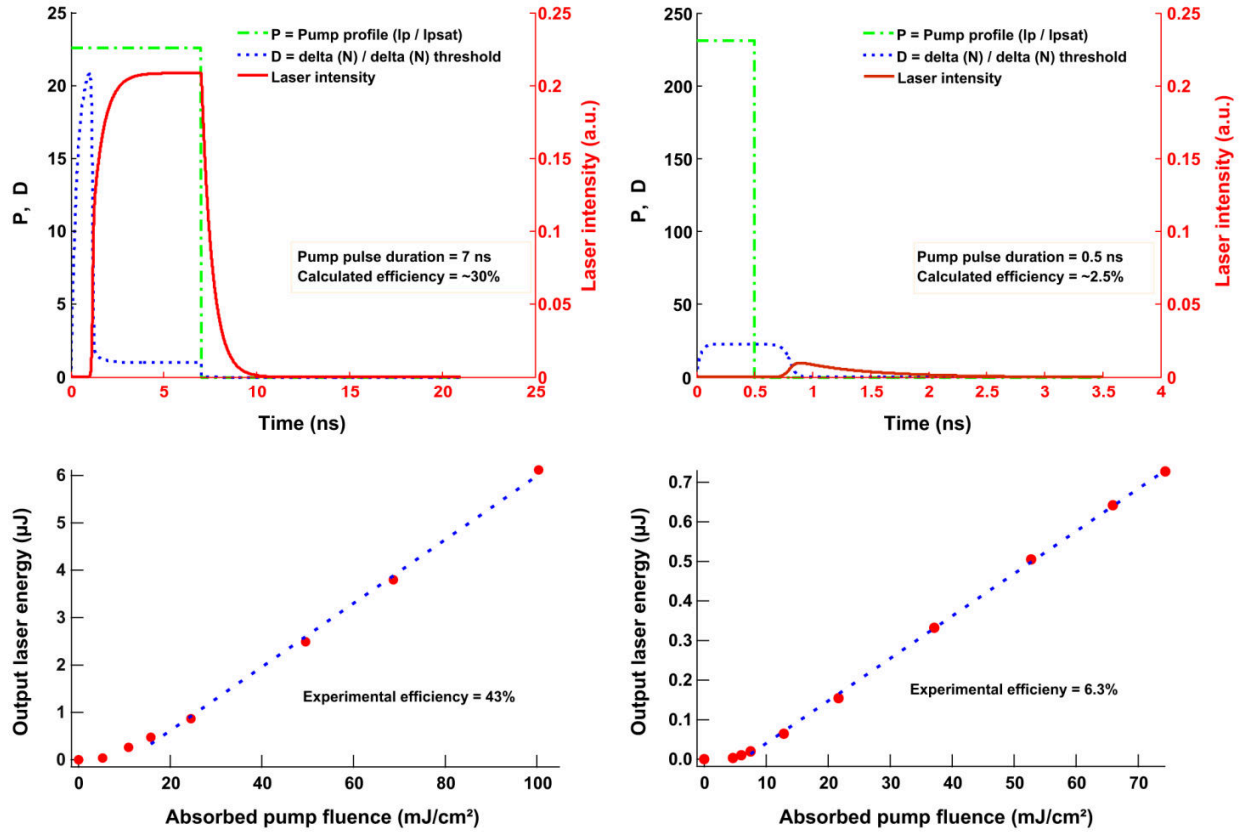 P = Pump profile (Ip / Ipsat)
D = delta (N) / delta (N) threshold
Laser intensity
Pump pulse duration = 7 ns
Calculated efficiency = ~30%
P, D
25
20
15
10
5
0
Laser intensity (a.u.)
0.25
0.2
0.15
0.1
0.05
0
0 5 10 15 20 25
Time (ns)
P = Pump profile (Ip / Ipsat)
D = delta (N) / delta (N) threshold
Laser intensity
Pump pulse duration = 0.5 ns
Calculated efficiency = ~2.5%
P, D
250
200
150
100
50
0
Laser intensity (a.u.)
0.25
0.2
0.15
0.1
0.05
0
0 0.5 1 1.5 2 2.5 3 3.5 4
Time (ns)
Output laser energy (µJ)
6
5
4
3
2
1
0
Experimental efficiency = 43%
0 20 40 60 80 100
Absorbed pump fluence (mJ/cm²)
Output laser energy (µJ)
0.7
0.6
0.5
0.4
0.3
0.2
0.1
0.0
Experimental efficieny = 6.3%
0 10 20 30 40 50 60 70
Absorbed pump fluence (mJ/cm²)